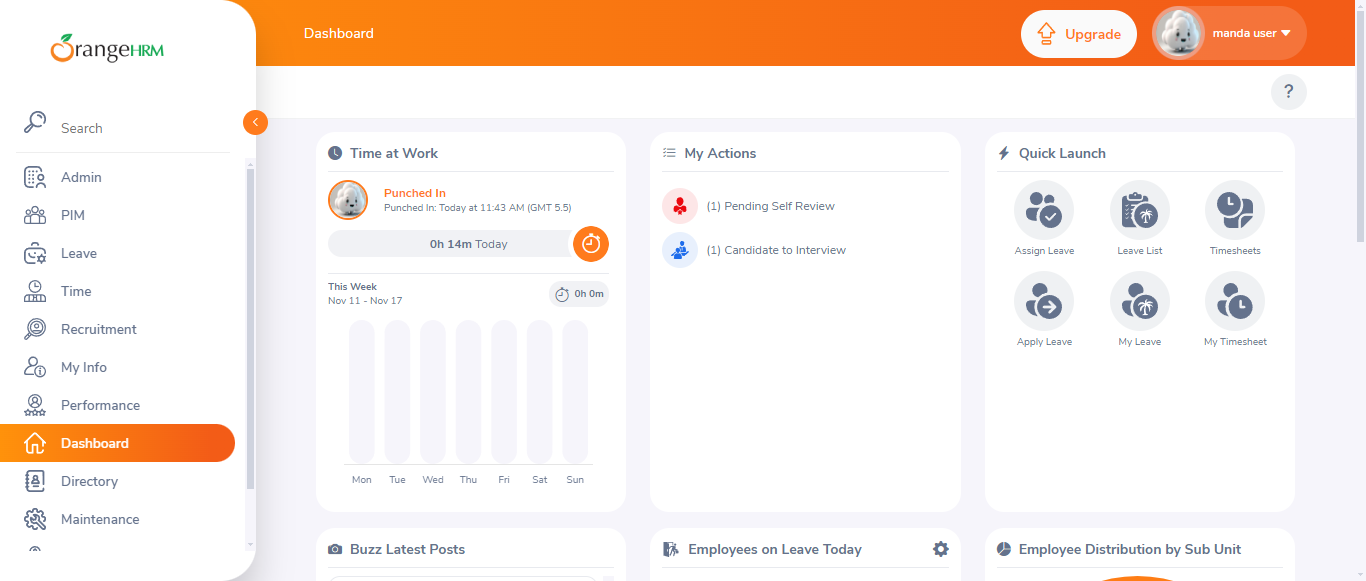 OrangeHRM
Dashboard
Upgrade
manda user
?
Search
Admin
PIM
Leave
Time
Recruitment
My Info
Performance
Dashboard
Directory
Maintenance
Time at Work
Punched In
Punched In: Today at 11:43 AM (GMT 5.5)
0h 14m Today
This Week
Nov 11 - Nov 17
0h 0m
Mon Tue Wed Thu Fri Sat Sun
My Actions
(1) Pending Self Review
(1) Candidate to Interview
Quick Launch
Assign Leave Leave List Timesheets
Apply Leave My Leave My Timesheet
Buzz Latest Posts
Employees on Leave Today
Employee Distribution by Sub Unit